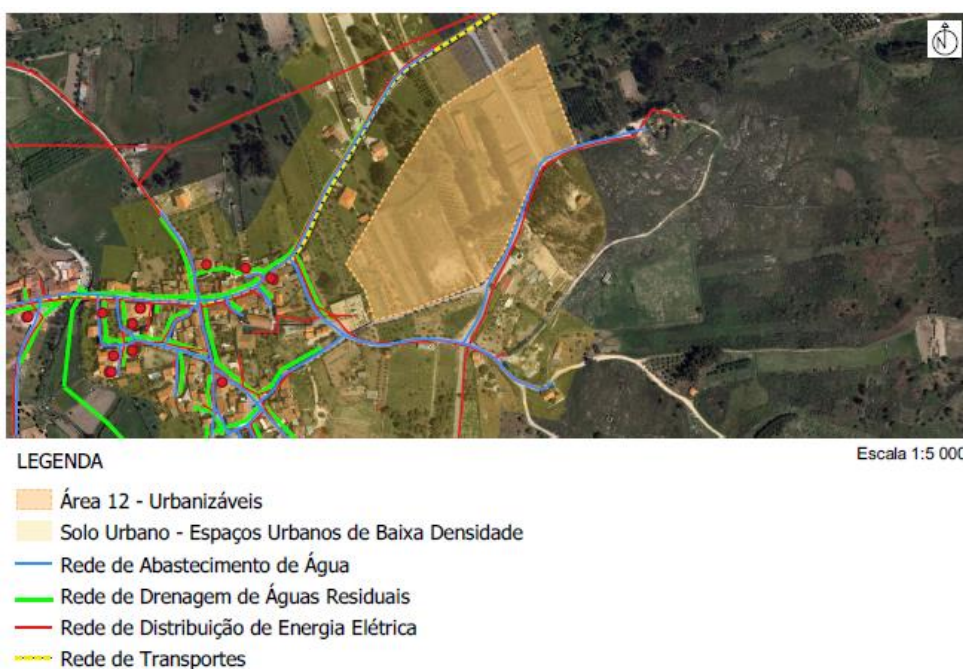 N
Escala 1:5 000
LEGENDA
Área 12 - Urbanizáveis
Solo Urbano - Espaços Urbanos de Baixa Densidade
Rede de Abastecimento de Água
Rede de Drenagem de Águas Residuais
Rede de Distribuição de Energia Elétrica
Rede de Transportes